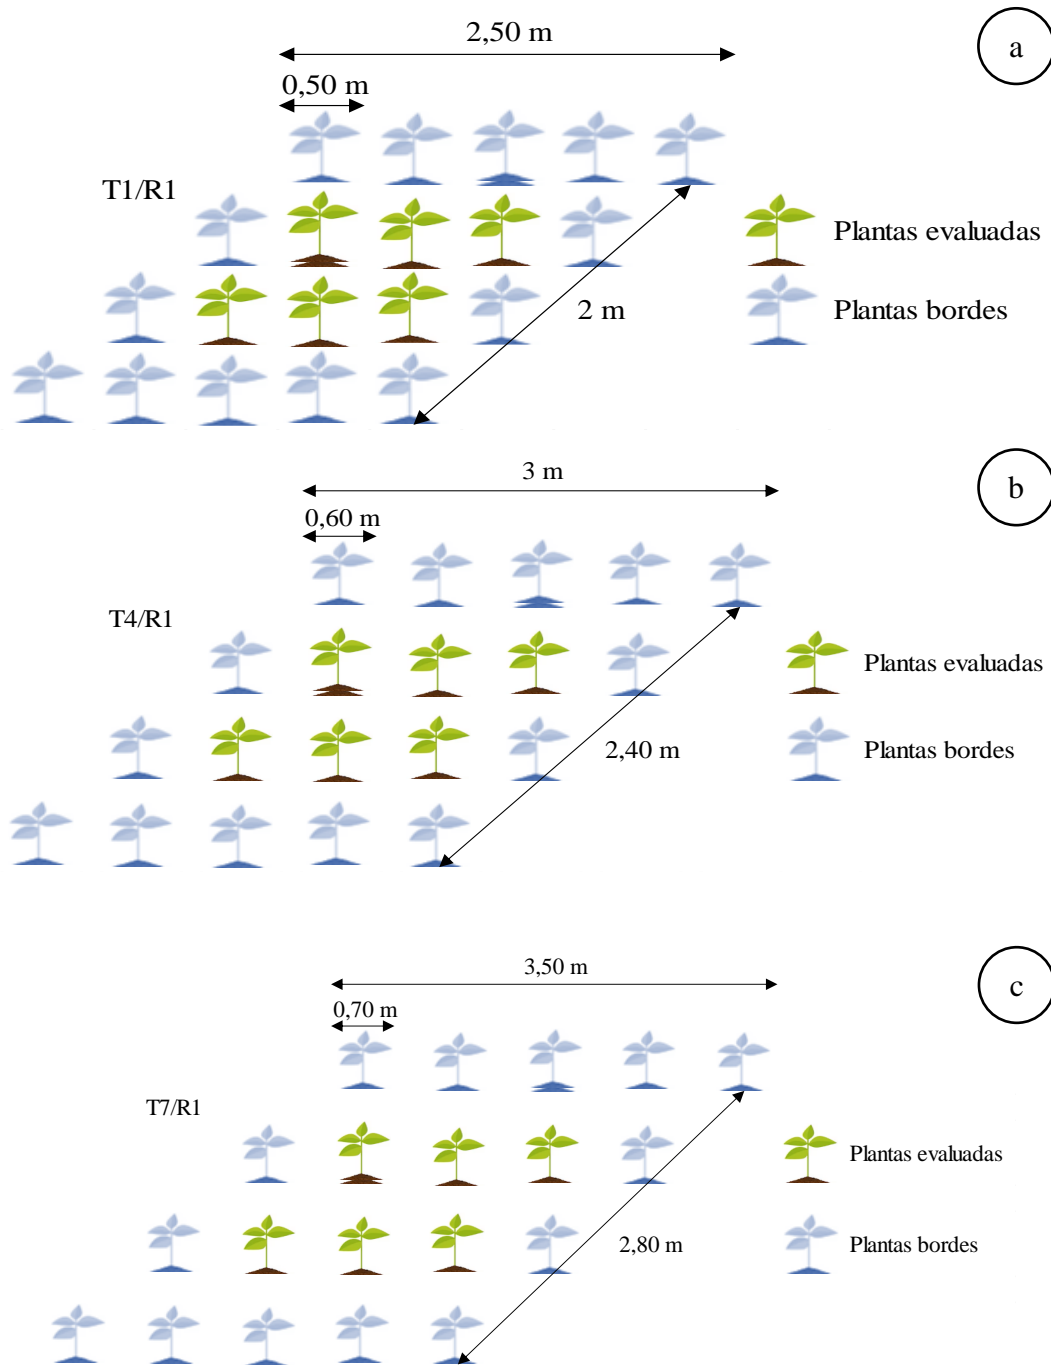 2,50 m
a
0,50 m
T1/R1
Plantas evaluadas
2 m
Plantas bordes
3 m
b
0,60 m
T4/R1
Plantas evaluadas
2,40 m
Plantas bordes
3,50 m
c
0,70 m
T7/R1
Plantas evaluadas
2,80 m
Plantas bordes